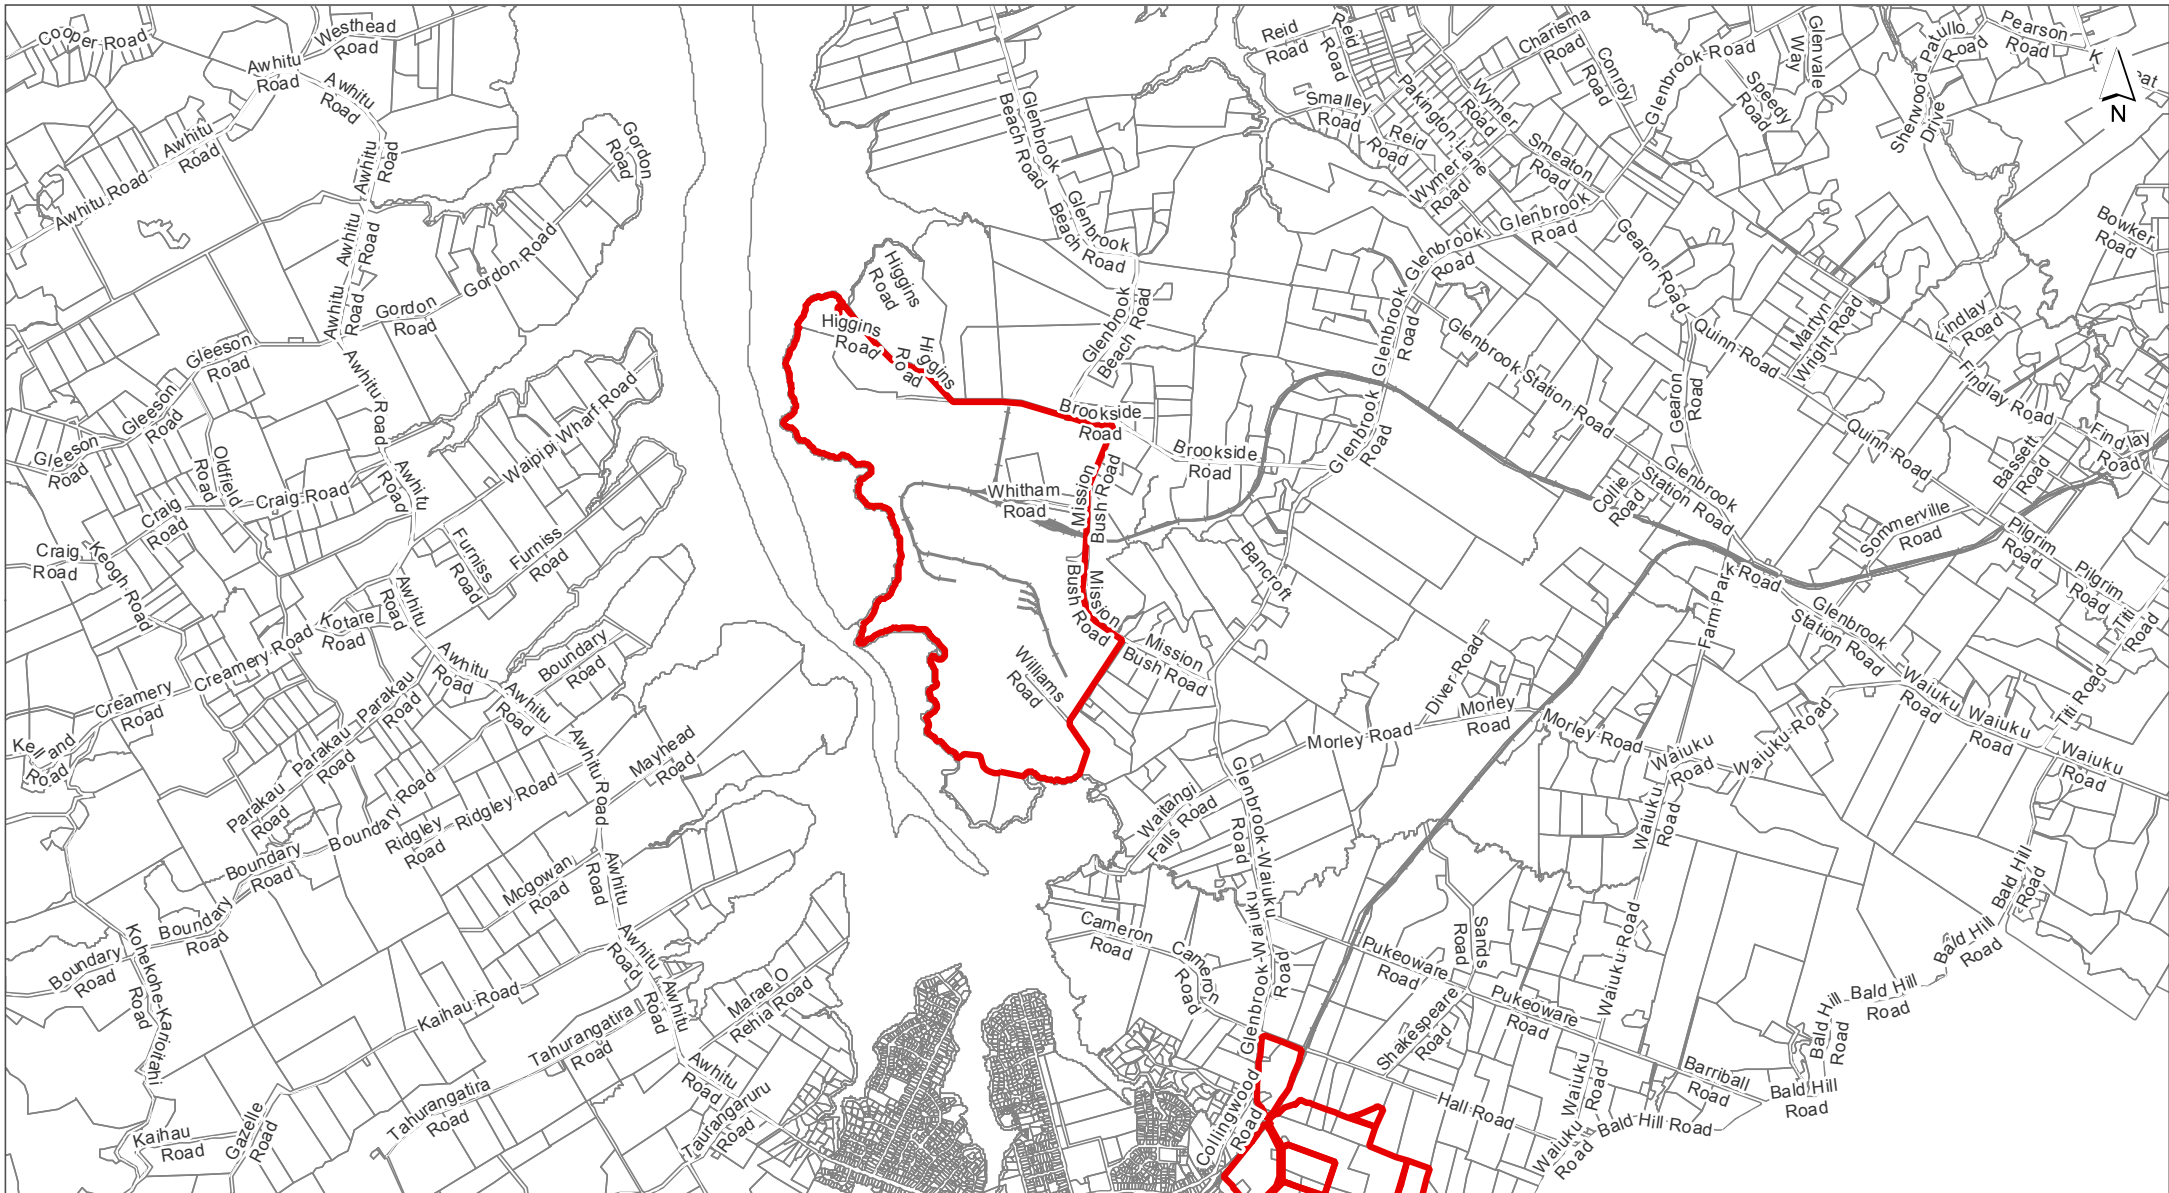 Cooper Road
Westhead
Road
Awhitu
Road
Awhitu
Road
Awhitu
Road
Awhitu Road
Awhitu
Road
Awhitu
Road
Awhitu
Road
Gordon
Road
Gordon Road
Gordon
Road
Gleeson
Road
Gleeson
Road
Gleeson
Road
Awhitu Road
Oldfield
Road
Craig Road
Craig
Road
Craig
Road
Keogh Road
Awhitu
Road
Waipipi Wharf Road
Furniss
Road
Furniss
Road
Awhitu
Road
Kotare
Road
Creamery Road
Creamery
Road
Awhitu
Road
Boundary
Road
Parakau
Road
Parakau
Road
Parakau
Road
Awhitu
Road
Awhitu Road
Mayhead
Road
Boundary Road
Ridgley Road
Ridgley
Road
Boundary
Road
Mcgowan
Road
Awhitu
Road
Boundary
Road
Boundary
Road
Kohekohe-Karioitahi
Road
Awhitu
Road
Awhitu
Road
Kaihau Road
Marae O
Rehia Road
Tahurangatira
Road
Tahurangatira
Road
Awhitu
Road
Taurangaruru
Road
Gazelle
Road
Kaihau
Road
Reid
Road
Reid
Road
Charisma
Road
Conroy
Road
Glenbrook Road
Glenvale
Way
Speedy
Road
Patullo
Road
Pearson
Road
Sherwood
Drive
N
Bowker
Road
Smalley
Road
Pakington Lane
Wymer
Road
Reid
Road
Wymer
Road
Smeaton
Road
Glenbrook
Beach Road
Glenbrook
Beach Road
Glenbrook
Road
Glenbrook
Road
Gearon Road
Higgins
Road
Higgins
Road
Higgins
Road
Glenbrook
Beach Road
Glenbrook
Road
Glenbrook Station Road
Quinn Road
Martyn
Wright Road
Findlay
Road
Findlay Road
Findlay
Road
Bassett
Road
Gearon
Road
Quinn Road
Brookside
Road
Brookside
Road
Glenbrook
Road
Whitham
Road
Mission
Bush Road
Mission
Bush Road
Mission
Bush Road
Bancroft
Collie
Road
Glenbrook
Station Road
Sommerville
Road
Pilgrim
Road
Pilgrim
Road
Titi
Road
Titi Road
Farm Park Road
Glenbrook
Station Road
Williams
Road
Diver Road
Morley
Road
Morley Road
Morley Road
Waiuku
Road
Waiuku Road
Waiuku
Road
Waiuku
Road
Waiuku
Road
Waiuku
Road
Waitangi
Falls Road
Glenbrook-Waiuku
Road
Glenbrook-Waiuku
Road
Cameron
Road
Cameron
Road
Pukeoware
Road
Sands
Road
Pukeoware
Road
Shakespeare
Road
Waiuku Road
Bald Hill
Road
Bald Hill
Road
Bald Hill
Road
Bald Hill
Road
Bald Hill
Road
Barriball
Road
Hall Road
Bald Hill Road
Waiuku
Road
Waiuku
Road
Collingwood
Road